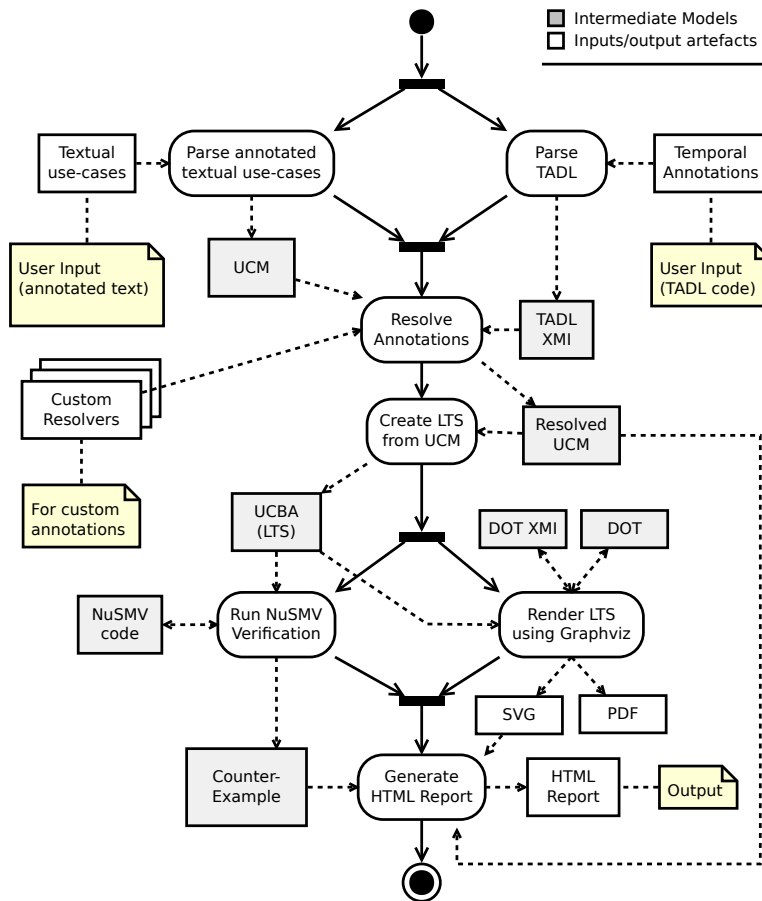 Intermediate Models
Inputs/output artefacts
Textual
use-cases
Parse annotated
textual use-cases
Parse
TADL
Temporal
Annotations
User Input
(annotated text)
UCM
User Input
(TADL code)
Resolve
Annotations
TADL
XMI
Custom
Resolvers
Create LTS
from UCM
Resolved
UCM
For custom
annotations
UCBA
(LTS)
DOT XMI
DOT
NuSMV
code
Run NuSMV
Verification
Render LTS
using Graphviz
SVG
PDF
Counter-
Example
Generate
HTML Report
HTML
Report
Output